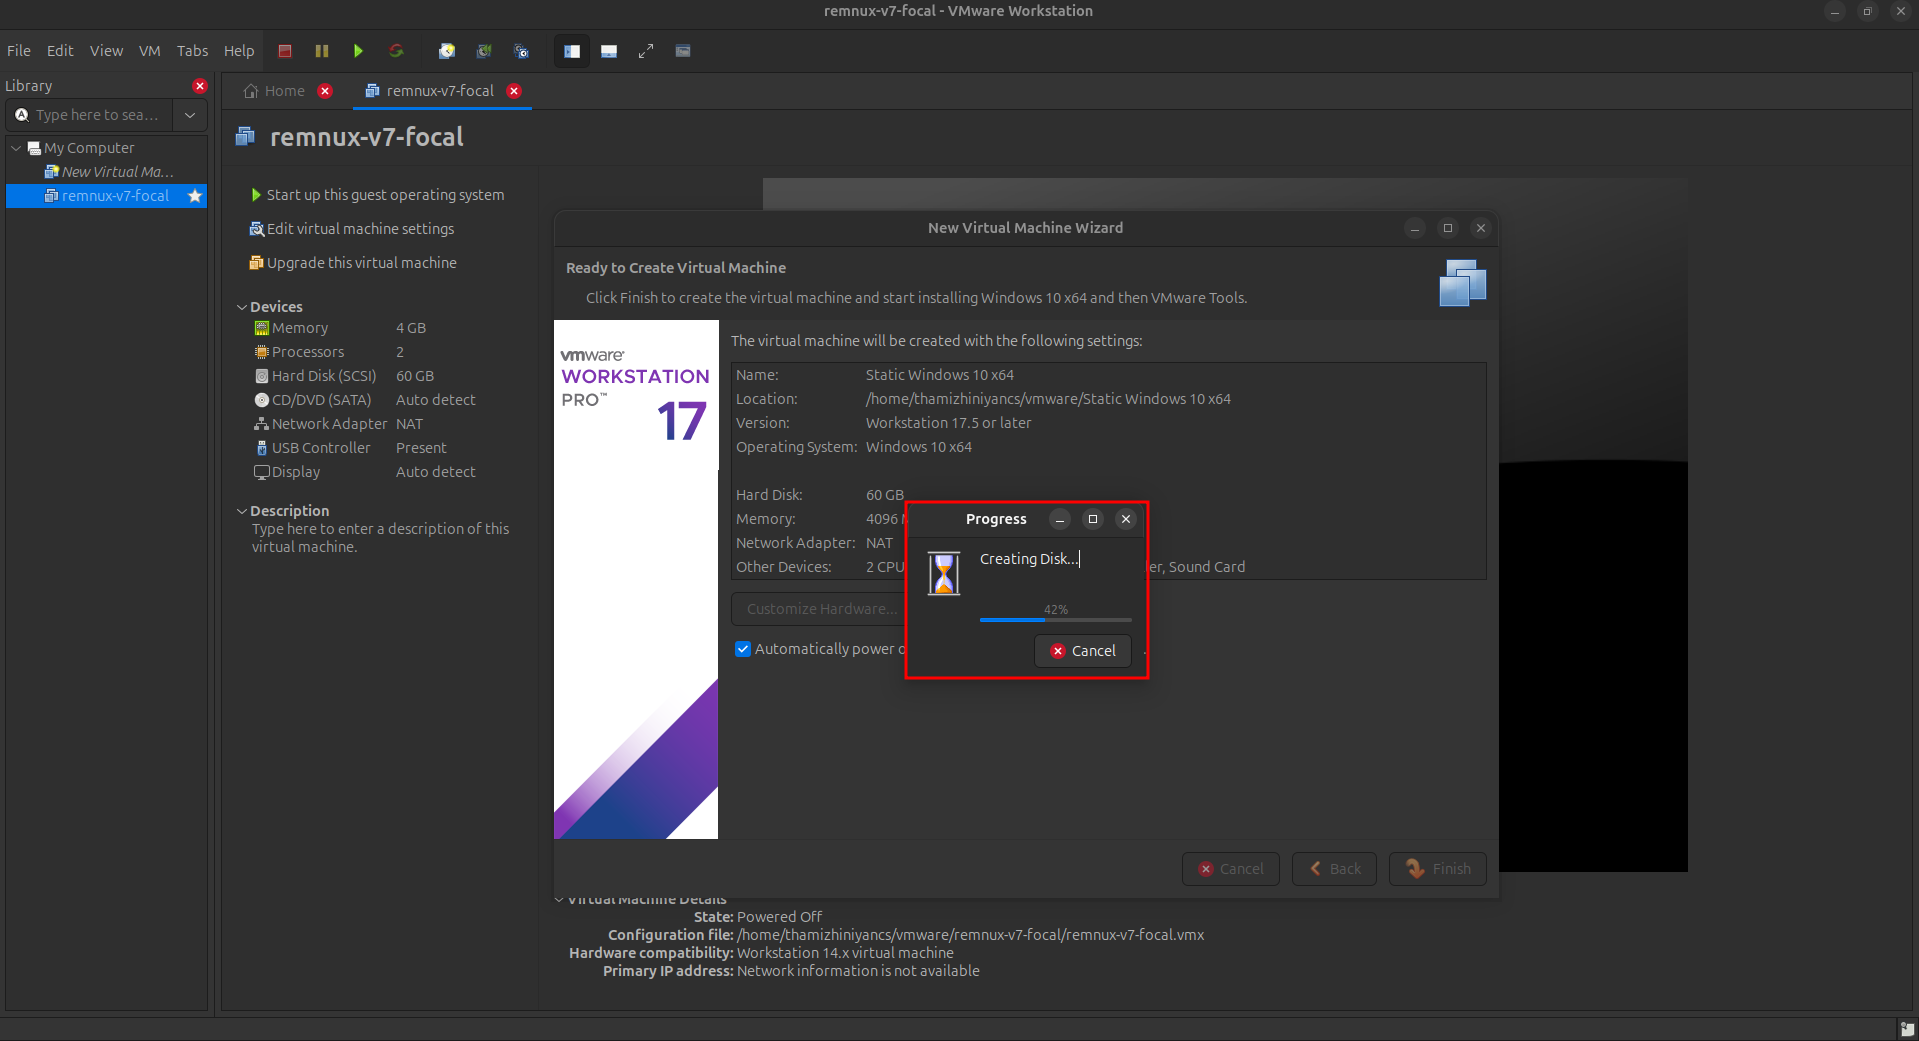 remnux-v7-focal - VMware Workstation
File Edit View VM Tabs Help
Library
Type here to sea...
My Computer
New Virtual Ma...
remnux-v7-focal
Home
remnux-v7-focal
remnux-v7-focal
Start up this guest operating system
Edit virtual machine settings
Upgrade this virtual machine
Devices
Memory 4 GB
Processors 2
Hard Disk (SCSI) 60 GB
CD/DVD (SATA) Auto detect
Network Adapter NAT
USB Controller Present
Display Auto detect
Description
Type here to enter a description of this
virtual machine.
New Virtual Machine Wizard
Ready to Create Virtual Machine
Click Finish to create the virtual machine and start installing Windows 10 x64 and then VMware Tools.
vmware
WORKSTATION
PRO™
17
The virtual machine will be created with the following settings:
Name: Static Windows 10 x64
Location: /home/thamizhiniyancs/vmware/Static Windows 10 x64
Version: Workstation 17.5 or later
Operating System: Windows 10 x64
Hard Disk: 60 GB
Memory: 4096
Network Adapter: NAT
Other Devices: 2 CPU er, Sound Card
Customize Hardware...
Automatically power
Progress
Creating Disk...
42%
Cancel
Cancel Back Finish
Virtual Machine Details
State: Powered Off
Configuration file: /home/thamizhiniyancs/vmware/remnux-v7-focal/remnux-v7-focal.vmx
Hardware compatibility: Workstation 14.x virtual machine
Primary IP address: Network information is not available